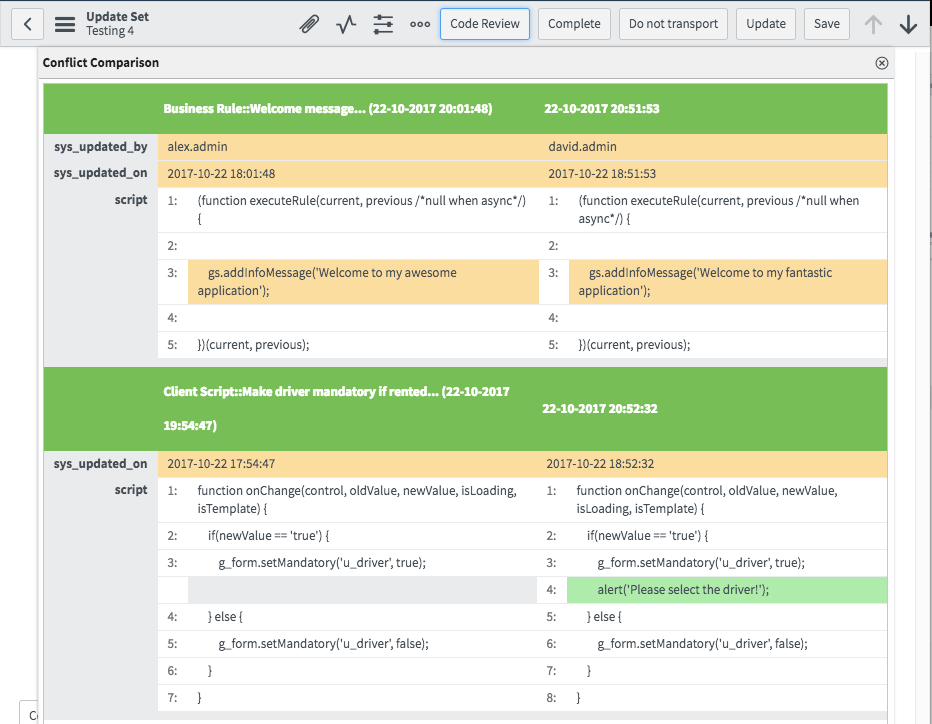 Update Set
Testing 4
Code Review
Complete
Do not transport
Update
Save
Conflict Comparison
Business Rule::Welcome message... (22-10-2017 20:01:48)
22-10-2017 20:51:53
sys_updated_by
alex.admin
david.admin
sys_updated_on
2017-10-22 18:01:48
2017-10-22 18:51:53
script
1: (function executeRule(current, previous /*null when async*/)
{
1: (function executeRule(current, previous /*null when
async*/) {
2:
2:
3: gs.addInfoMessage('Welcome to my awesome
application');
3: gs.addInfoMessage('Welcome to my fantastic
application');
4:
4:
5: })(current, previous);
5: })(current, previous);
Client Script::Make driver mandatory if rented... (22-10-2017
19:54:47)
22-10-2017 20:52:32
sys_updated_on
2017-10-22 17:54:47
2017-10-22 18:52:32
script
1: function onChange(control, oldValue, newValue, isLoading,
isTemplate) {
1: function onChange(control, oldValue, newValue,
isLoading, isTemplate) {
2: if(newValue == 'true') {
2: if(newValue == 'true') {
3: g_form.setMandatory('u_driver', true);
3: g_form.setMandatory('u_driver', true);
4: alert('Please select the driver!');
4: } else {
5: } else {
5: g_form.setMandatory('u_driver', false);
6: g_form.setMandatory('u_driver', false);
6: }
7: }
7: }
8: }